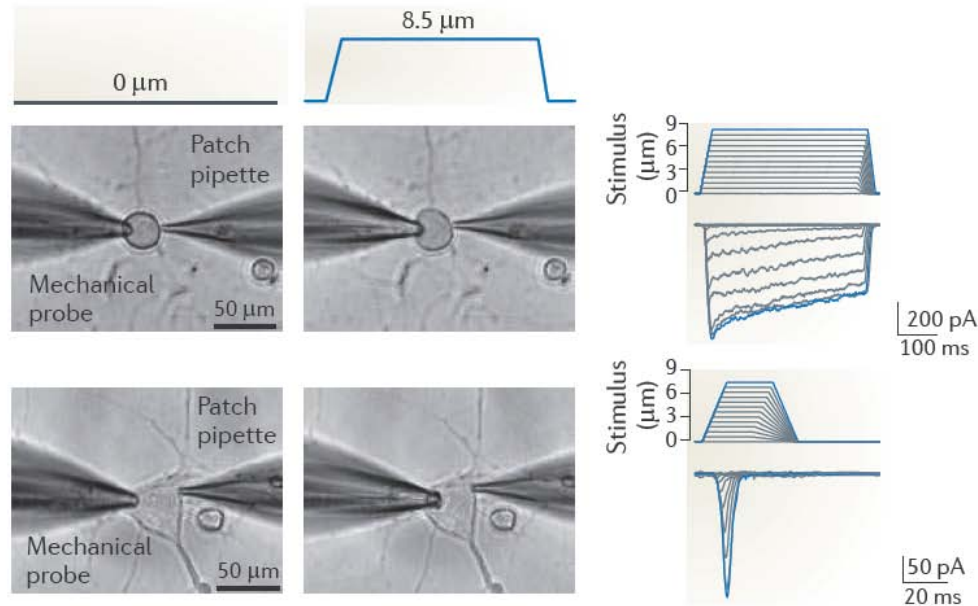 0 μm
8.5 μm
Patch
pipette
Mechanical
probe
50 μm
Stimulus
(μm)
9
6
3
0
200 pA
100 ms
Patch
pipette
Mechanical
probe
50 μm
Stimulus
(μm)
9
6
3
0
50 pA
20 ms